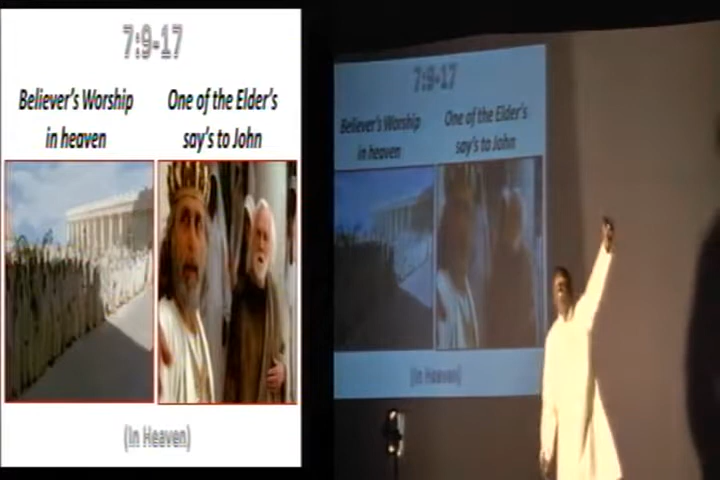 7:9-17
Believer's Worship
in heaven
One of the Elder's
say's to John
(In Heaven)
7:9-17
Believer's Worship
in heaven
One of the Elder's
say's to John
(In Heaven)